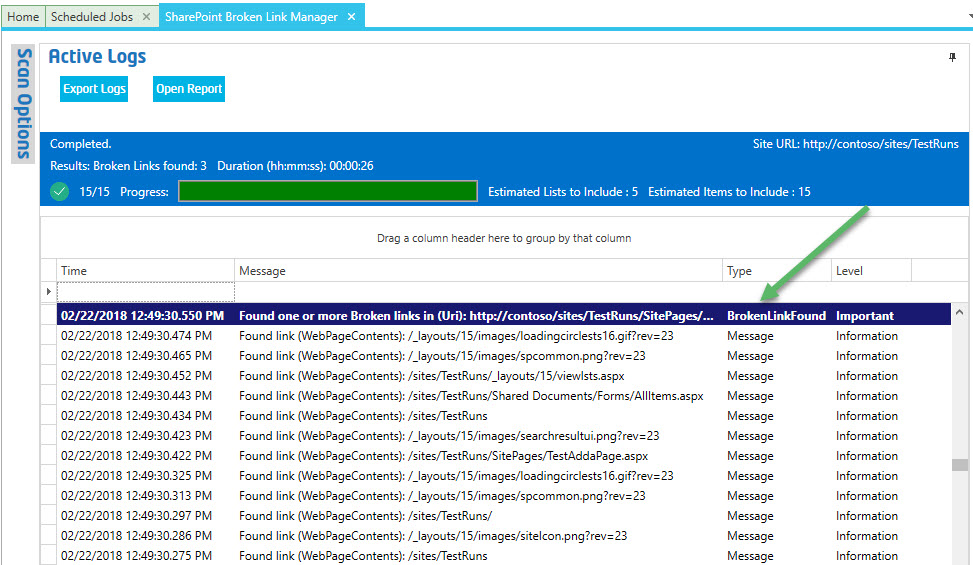 Home Scheduled Jobs × SharePoint Broken Link Manager ×
Scan Options
Active Logs
Export Logs Open Report
Completed. Site URL: http://contoso/sites/TestRuns
Results: Broken Links found: 3 Duration (hh:mm:ss): 00:00:26
15/15 Progress: Estimated Lists to Include : 5 Estimated Items to Include : 15
Drag a column header here to group by that column
Time Message Type Level
02/22/2018 12:49:30.550 PM Found one or more Broken links in (Uri): http://contoso/sites/TestRuns/SitePages/... BrokenLinkFound Important
02/22/2018 12:49:30.474 PM Found link (WebPageContents): /_layouts/15/images/loadingcirclests16.gif?rev=23 Message Information
02/22/2018 12:49:30.465 PM Found link (WebPageContents): /_layouts/15/images/spcommon.png?rev=23 Message Information
02/22/2018 12:49:30.452 PM Found link (WebPageContents): /sites/TestRuns/_layouts/15/viewlsts.aspx Message Information
02/22/2018 12:49:30.443 PM Found link (WebPageContents): /sites/TestRuns/Shared Documents/Forms/AllItems.aspx Message Information
02/22/2018 12:49:30.434 PM Found link (WebPageContents): /sites/TestRuns Message Information
02/22/2018 12:49:30.423 PM Found link (WebPageContents): /_layouts/15/images/searchresultui.png?rev=23 Message Information
02/22/2018 12:49:30.422 PM Found link (WebPageContents): /sites/TestRuns/SitePages/TestAddaPage.aspx Message Information
02/22/2018 12:49:30.325 PM Found link (WebPageContents): /_layouts/15/images/loadingcirclests16.gif?rev=23 Message Information
02/22/2018 12:49:30.313 PM Found link (WebPageContents): /_layouts/15/images/spcommon.png?rev=23 Message Information
02/22/2018 12:49:30.297 PM Found link (WebPageContents): /sites/TestRuns/ Message Information
02/22/2018 12:49:30.286 PM Found link (WebPageContents): /_layouts/15/images/siteIcon.png?rev=23 Message Information
02/22/2018 12:49:30.275 PM Found link (WebPageContents): /sites/TestRuns Message Information